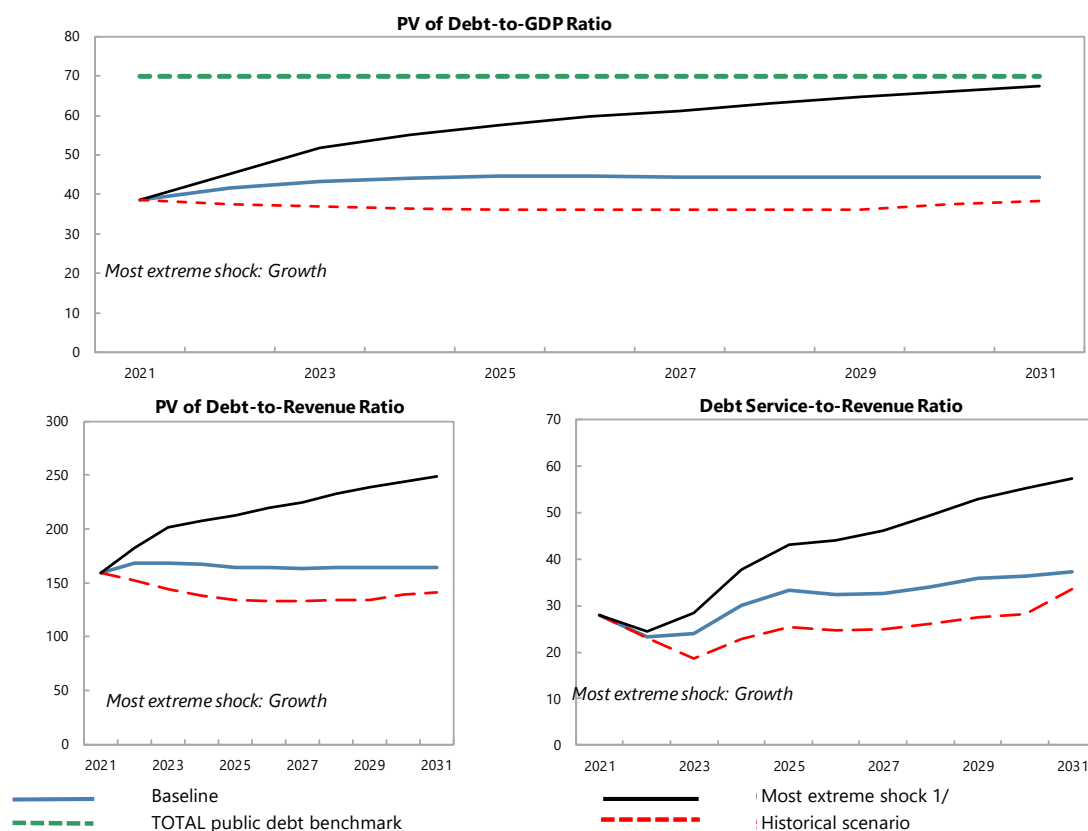 PV of Debt-to-GDP Ratio
80
70
60
50
40
30
20
10
0
Most extreme shock: Growth
2021 2023 2025 2027 2029 2031
PV of Debt-to-Revenue Ratio
300
250
200
150
100
50
0
Most extreme shock: Growth
2021 2023 2025 2027 2029 2031
Debt Service-to-Revenue Ratio
70
60
50
40
30
20
10
0
Most extreme shock: Growth
2021 2023 2025 2027 2029 2031
Baseline
Most extreme shock 1/
TOTAL public debt benchmark
Historical scenario